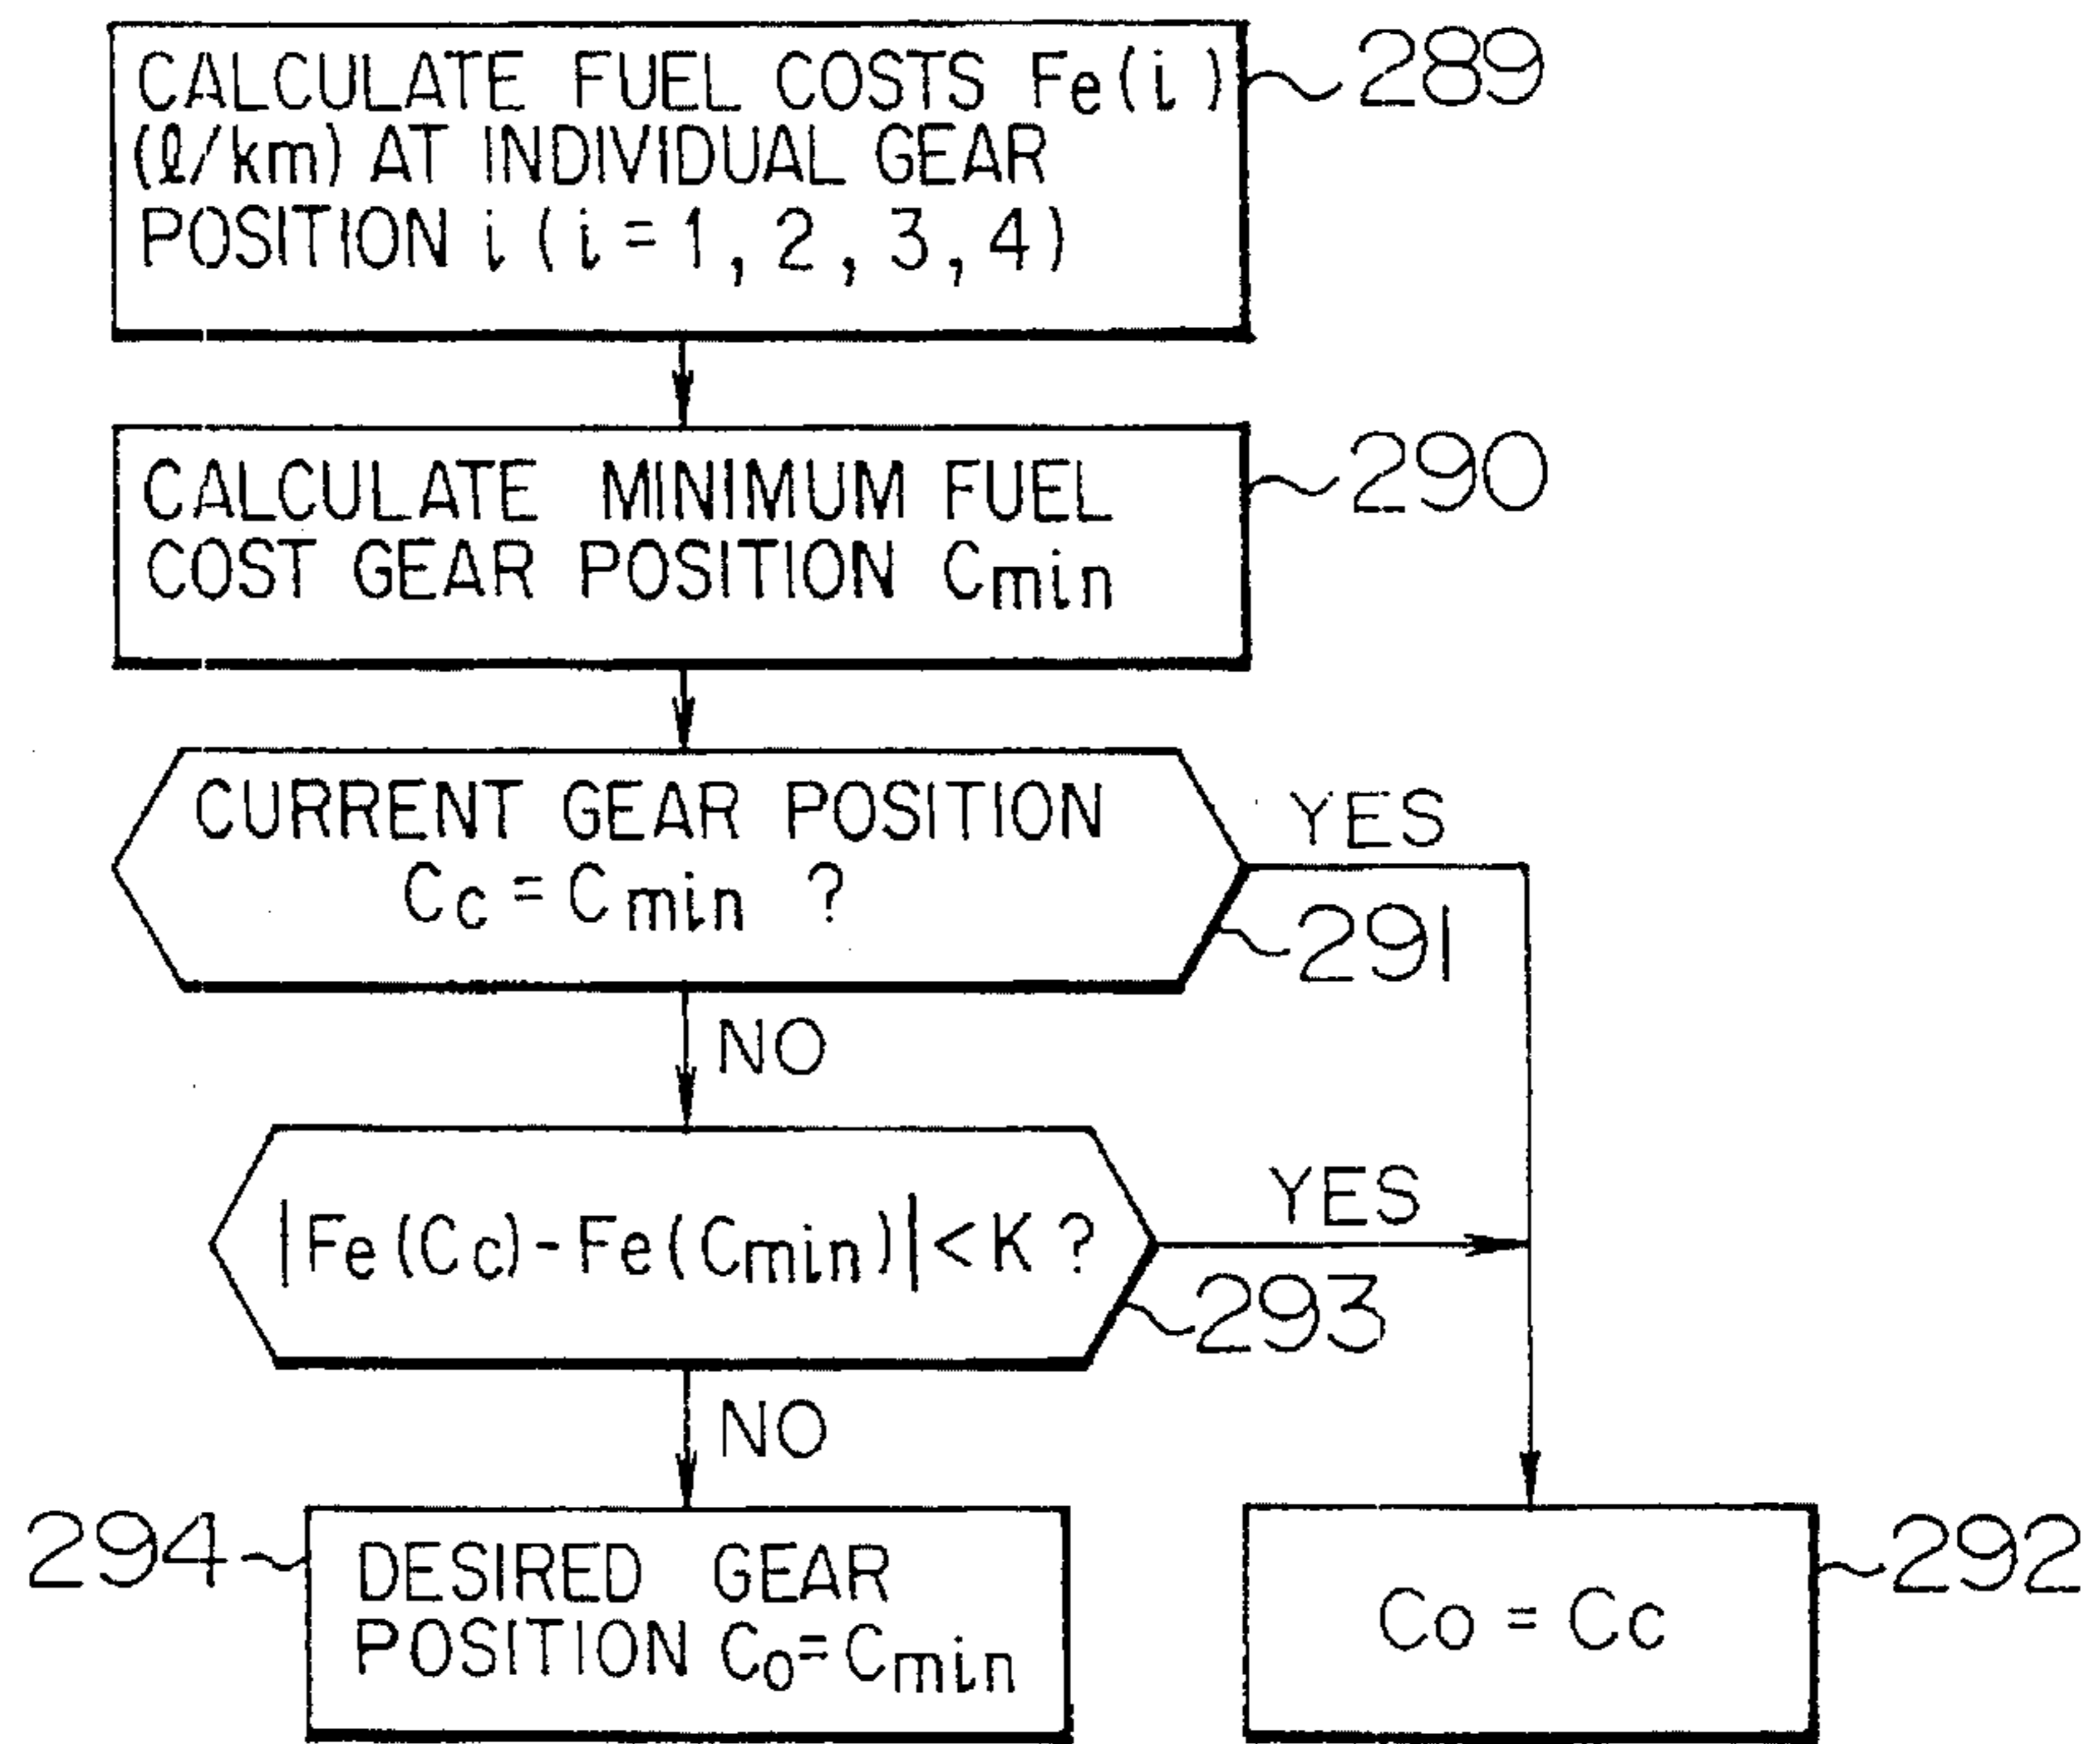 CALCULATE FUEL COSTS Fe(i)
(ℓ/km) AT INDIVIDUAL GEAR
POSITION i (i = 1, 2, 3, 4)
289
CALCULATE MINIMUM FUEL
COST GEAR POSITION Cmin
290
CURRENT GEAR POSITION
Cc = Cmin ?
YES
291
NO
|Fe(Cc)-Fe(Cmin)|<K ?
YES
293
NO
294
DESIRED GEAR
POSITION Co=Cmin
Co = Cc
292